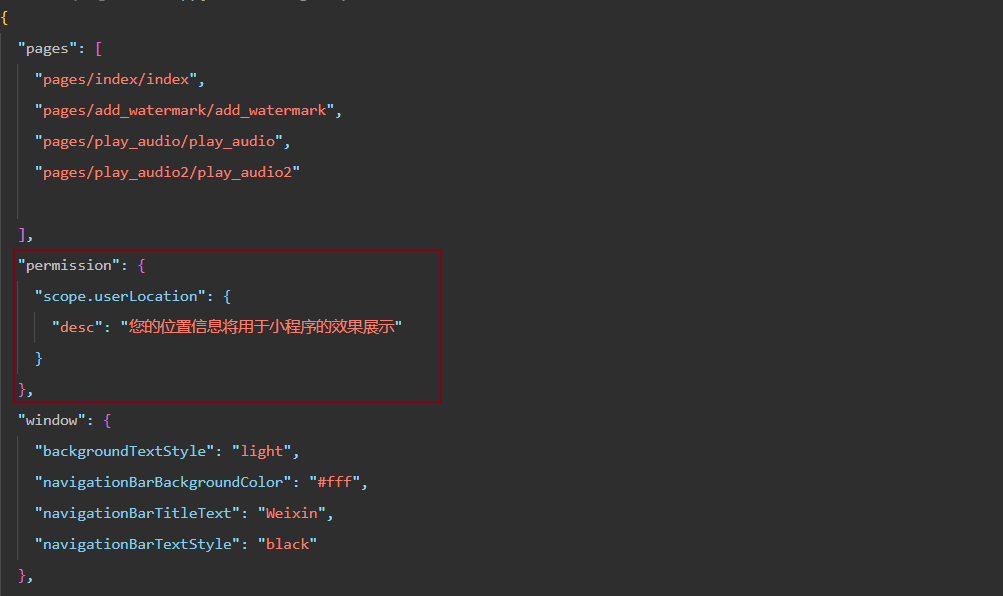 {
"pages": [
"pages/index/index",
"pages/add_watermark/add_watermark",
"pages/play_audio/play_audio",
"pages/play_audio2/play_audio2"
],
"permission": {
"scope.userLocation": {
"desc": "您的位置信息将用于小程序的效果展示"
}
},
"window": {
"backgroundTextStyle": "light",
"navigationBarBackgroundColor": "#fff",
"navigationBarTitleText": "Weixin",
"navigationBarTextStyle": "black"
},